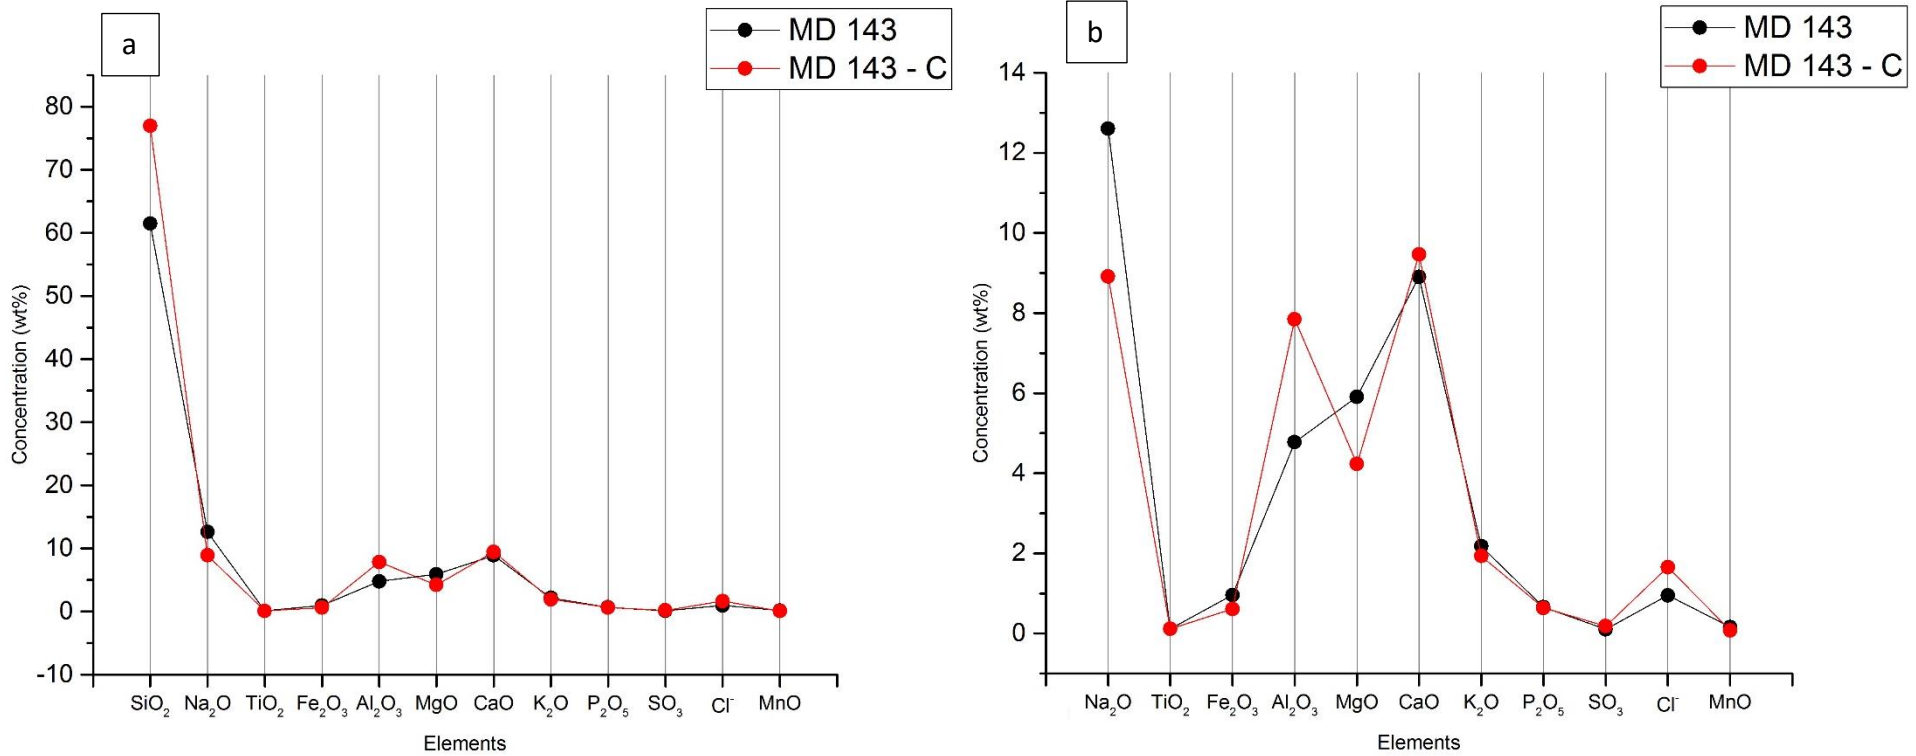 a
MD 143
MD 143 - C
80
70
60
50
40
30
20
10
0
-10
Concentration (wt%)
SiO₂ Na₂O TiO₂ Fe₂O₃ Al₂O₃ MgO CaO K₂O P₂O₅ SO₃ Cl⁻ MnO
Elements
b
MD 143
MD 143 - C
14
12
10
8
6
4
2
0
Concentration (wt%)
Na₂O TiO₂ Fe₂O₃ Al₂O₃ MgO CaO K₂O P₂O₅ SO₃ Cl⁻ MnO
Elements